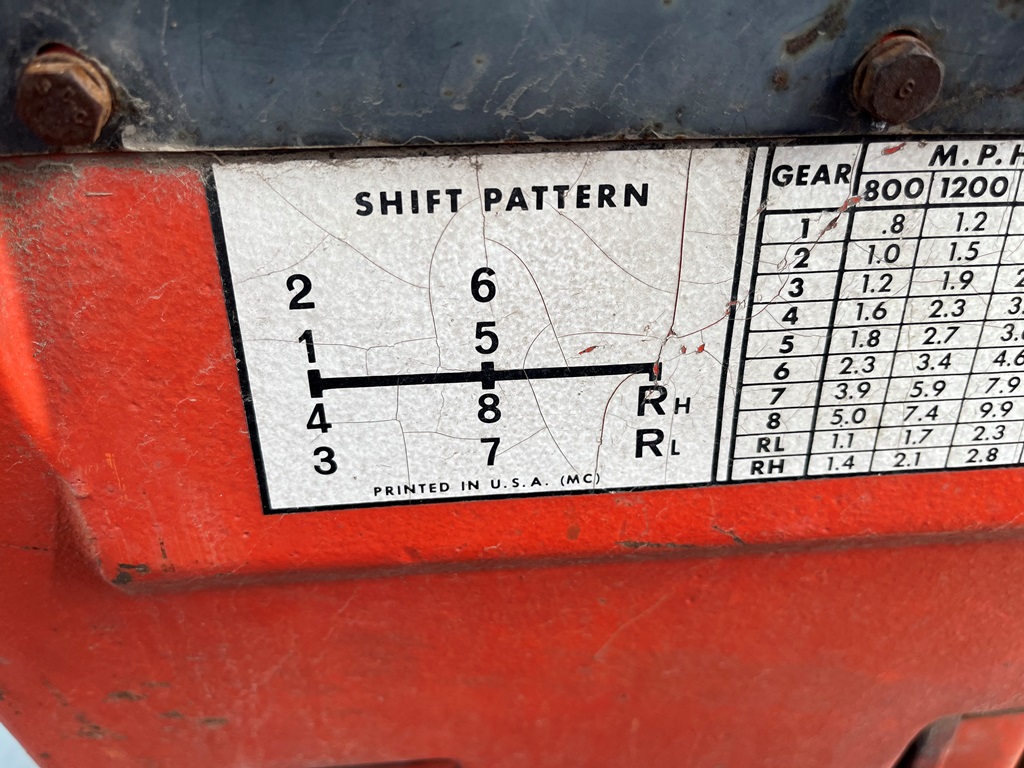 SHIFT PATTERN
2 6
1 5
4 8 RH
3 7 RL
PRINTED IN U.S.A. (MC)
GEAR M.P.H
800 1200
1 .8 1.2
2 1.0 1.5
3 1.2 1.9 2
4 1.6 2.3 3.
5 1.8 2.7 3.6
6 2.3 3.4 4.6
7 3.9 5.9 7.9
8 5.0 7.4 9.9
RL 1.1 1.7 2.3
RH 1.4 2.1 2.8